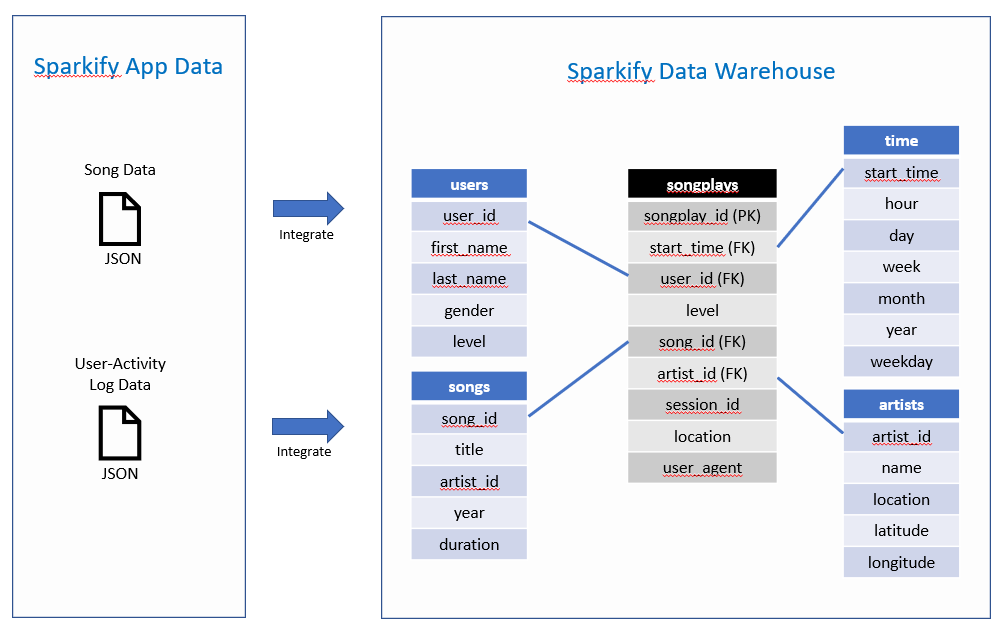 Sparkify App Data
Song Data
JSON
User-Activity
Log Data
JSON
Integrate
Integrate
Sparkify Data Warehouse
users
user_id
first_name
last_name
gender
level
songs
song_id
title
artist_id
year
duration
songplays
songplay_id (PK)
start_time (FK)
user_id (FK)
level
song_id (FK)
artist_id (FK)
session_id
location
user_agent
time
start_time
hour
day
week
month
year
weekday
artists
artist_id
name
location
latitude
longitude